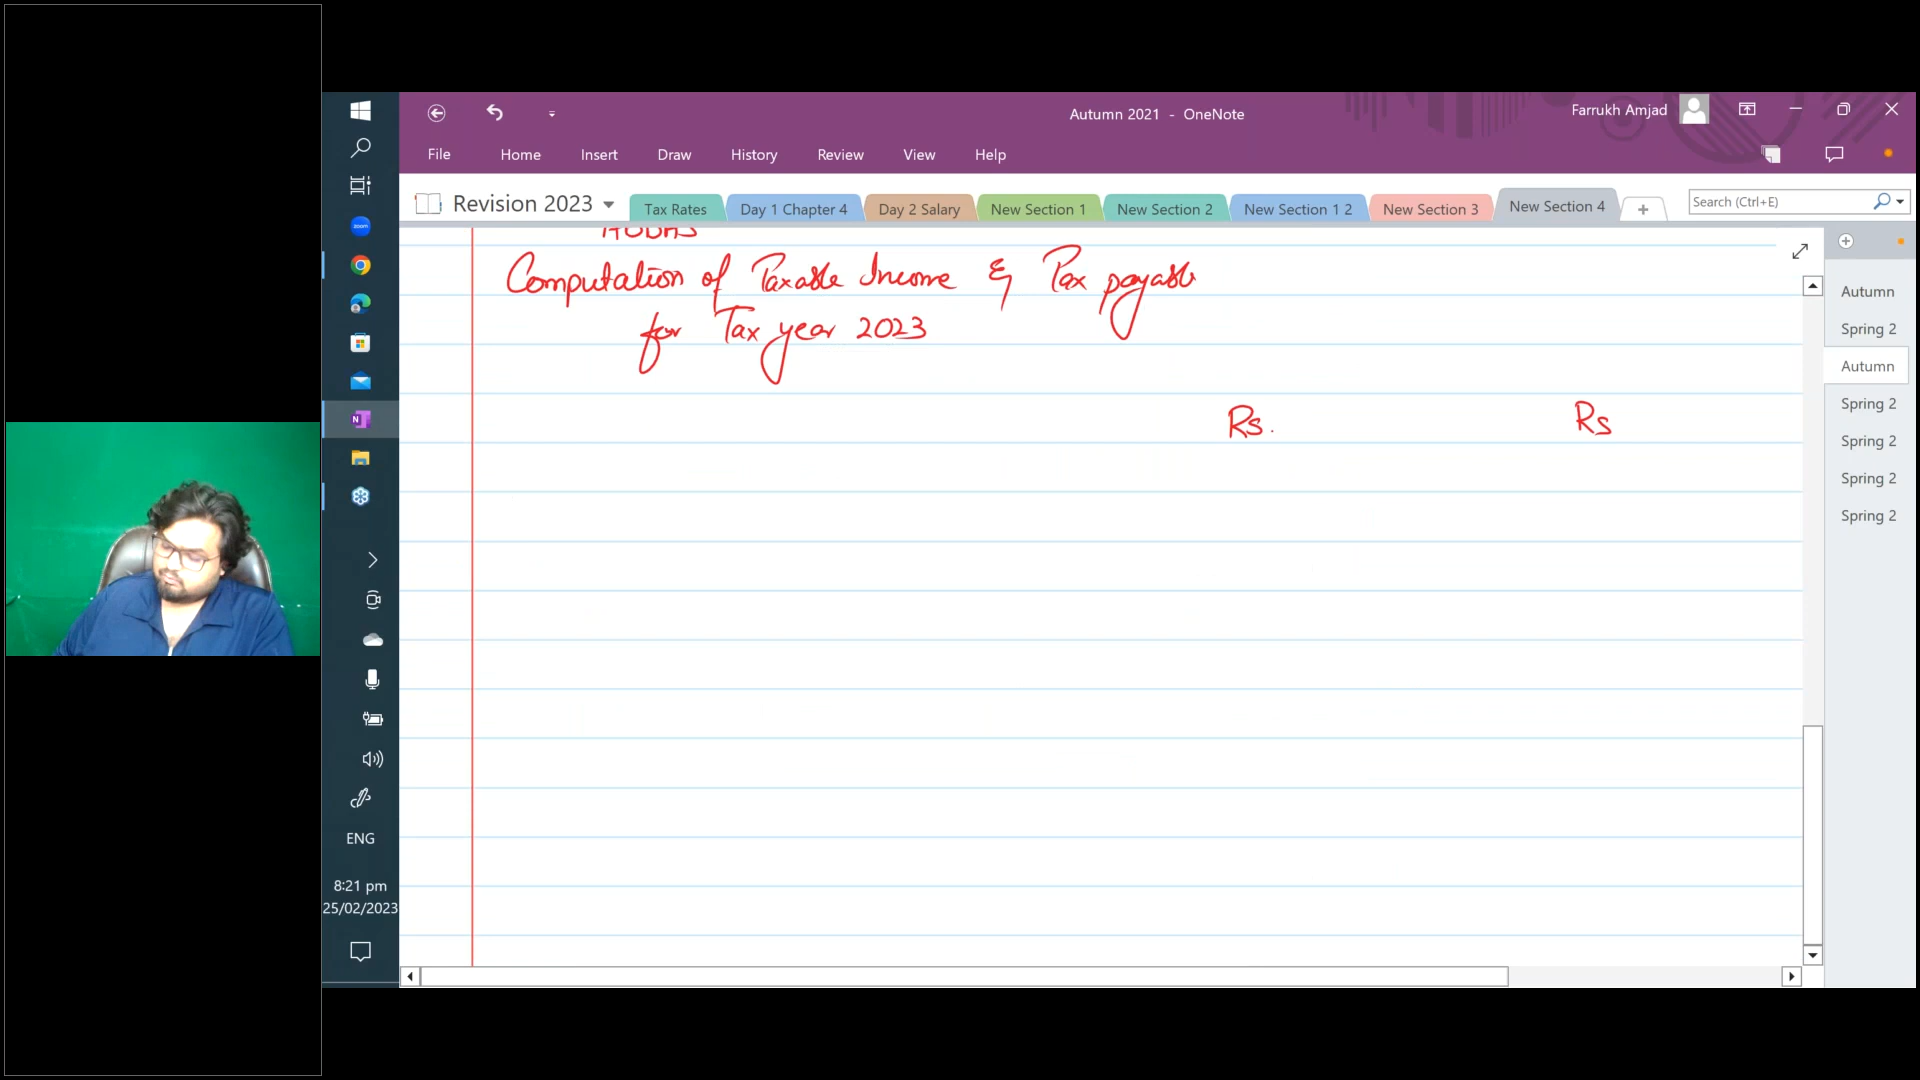 Autumn 2021 - OneNote
Farrukh Amjad
File Home Insert Draw History Review View Help
Revision 2023
Tax Rates
Day 1 Chapter 4
Day 2 Salary
New Section 1
New Section 2
New Section 1 2
New Section 3
New Section 4
Search (Ctrl+E)
Computation of Taxable Income & Tax payable
for Tax year 2023
Rs. Rs
Autumn
Spring 2
Autumn
Spring 2
Spring 2
Spring 2
Spring 2
zoom
N
ENG
8:21 pm
25/02/2023